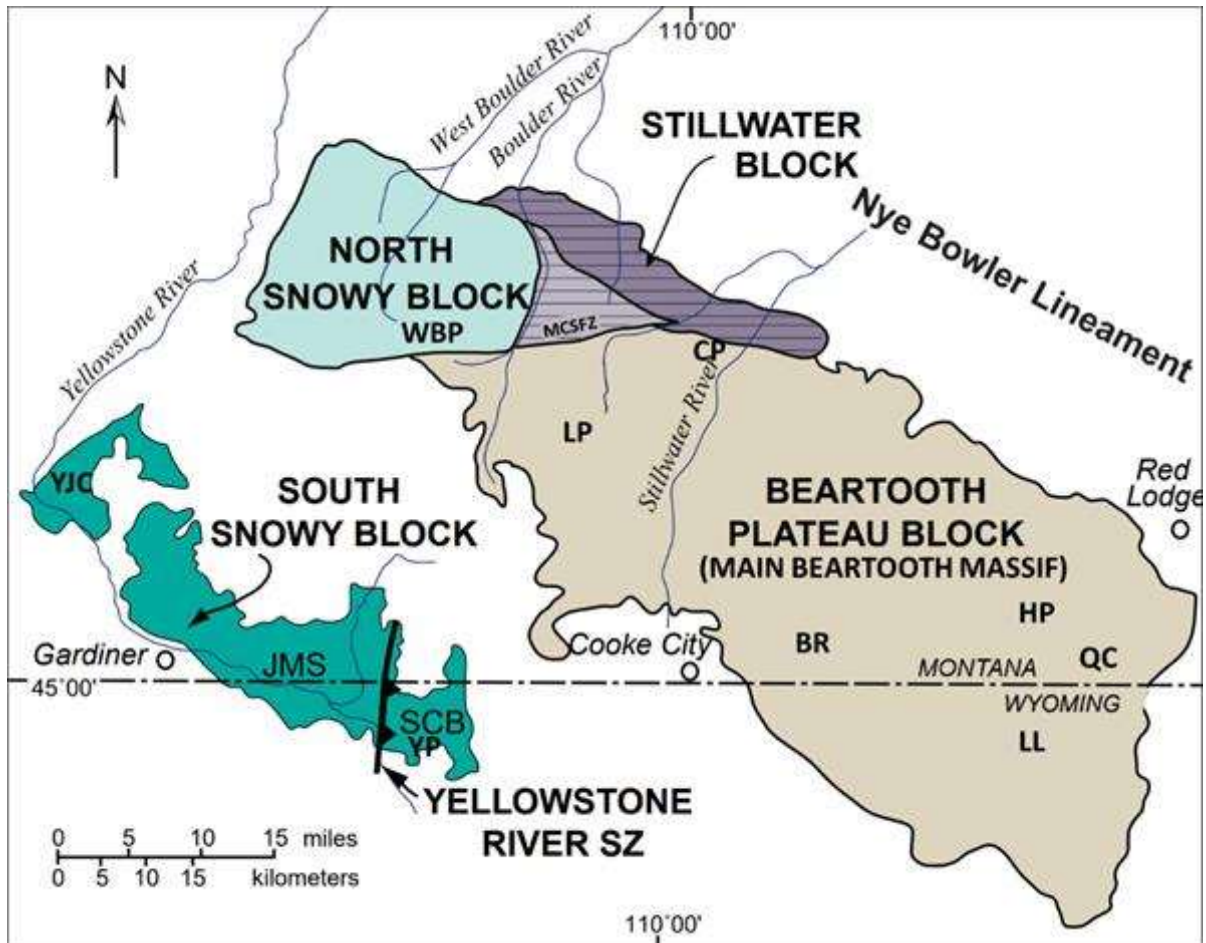 110˚00'
N
West Boulder River
Boulder River
STILLWATER
BLOCK
Nye Bowler Lineament
NORTH
SNOWY BLOCK
WBP
MCSFZ
CP
Yellowstone River
LP
Stillwater River
YJC
SOUTH
SNOWY BLOCK
BEARTOOTH
PLATEAU BLOCK
(MAIN BEARTOOTH MASSIF)
Red
Lodge
HP
BR
QC
Gardiner
JMS
Cooke City
MONTANA
45˚00'
WYOMING
SCB
YP
LL
YELLOWSTONE
RIVER SZ
0 5 10 15 miles
0 5 10 15 kilometers
110˚00'